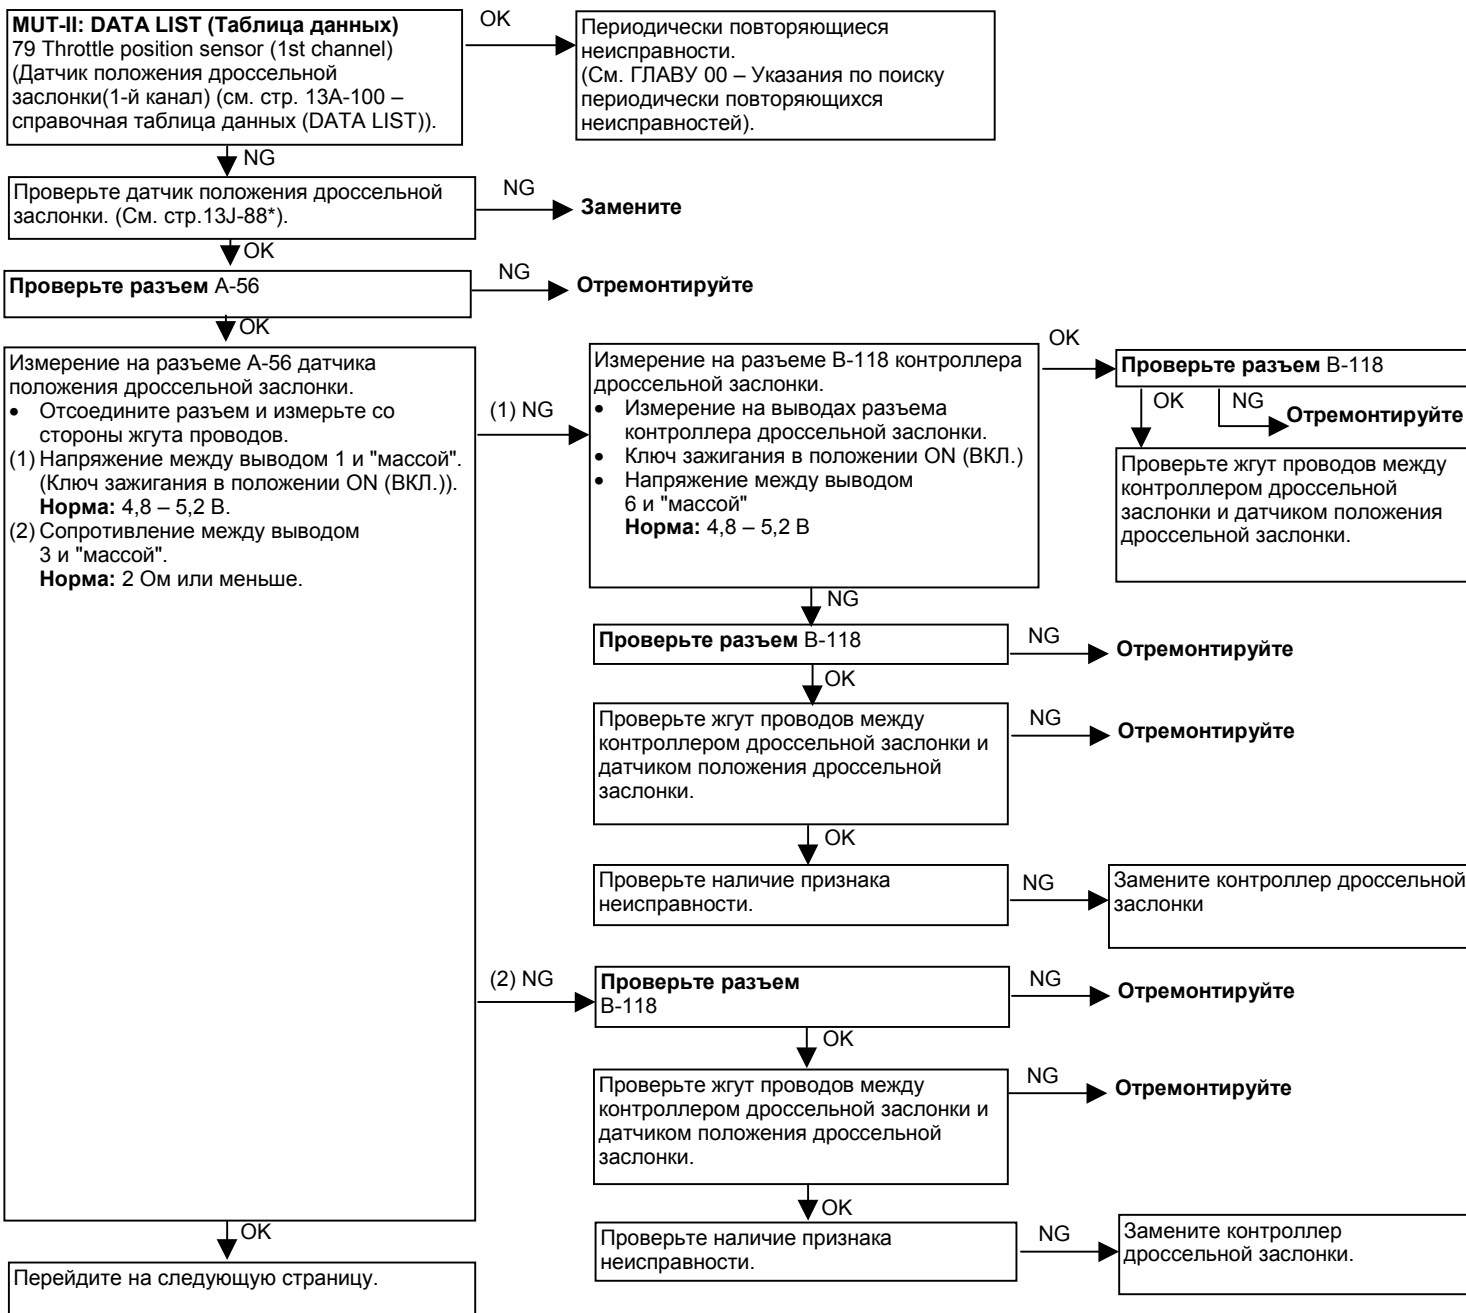 MUT-II: DATA LIST (Таблица данных)
79 Throttle position sensor (1st channel)
(Датчик положения дроссельной
заслонки(1-й канал) (см. стр. 13А-100 –
справочная таблица данных (DATA LIST)).
OK
Периодически повторяющиеся
неисправности.
(См. ГЛАВУ 00 – Указания по поиску
периодически повторяющихся
неисправностей).
NG
Проверьте датчик положения дроссельной
заслонки. (См. стр.13J-88*).
NG
Замените
OK
Проверьте разъем А-56
NG
Отремонтируйте
OK
Измерение на разъеме А-56 датчика
положения дроссельной заслонки.
• Отсоедините разъем и измерьте со
стороны жгута проводов.
(1) Напряжение между выводом 1 и "массой".
(Ключ зажигания в положении ON (ВКЛ.)).
Норма: 4,8 – 5,2 В.
(2) Сопротивление между выводом
3 и "массой".
Норма: 2 Ом или меньше.
(1) NG
Измерение на разъеме В-118 контроллера
дроссельной заслонки.
• Измерение на выводах разъема
контроллера дроссельной заслонки.
• Ключ зажигания в положении ON (ВКЛ.)
• Напряжение между выводом
6 и "массой"
Норма: 4,8 – 5,2 В
OK
Проверьте разъем В-118
OK
NG
Отремонтируйте
Проверьте жгут проводов между
контроллером дроссельной
заслонки и датчиком положения
дроссельной заслонки.
NG
Проверьте разъем В-118
NG
Отремонтируйте
OK
Проверьте жгут проводов между
контроллером дроссельной заслонки и
датчиком положения дроссельной
заслонки.
NG
Отремонтируйте
OK
Проверьте наличие признака
неисправности.
NG
Замените контроллер дроссельной
заслонки
(2) NG
Проверьте разъем
В-118
NG
Отремонтируйте
OK
Проверьте жгут проводов между
контроллером дроссельной заслонки и
датчиком положения дроссельной
заслонки.
NG
Отремонтируйте
OK
Проверьте наличие признака
неисправности.
NG
Замените контроллер
дроссельной заслонки.
OK
Перейдите на следующую страницу.